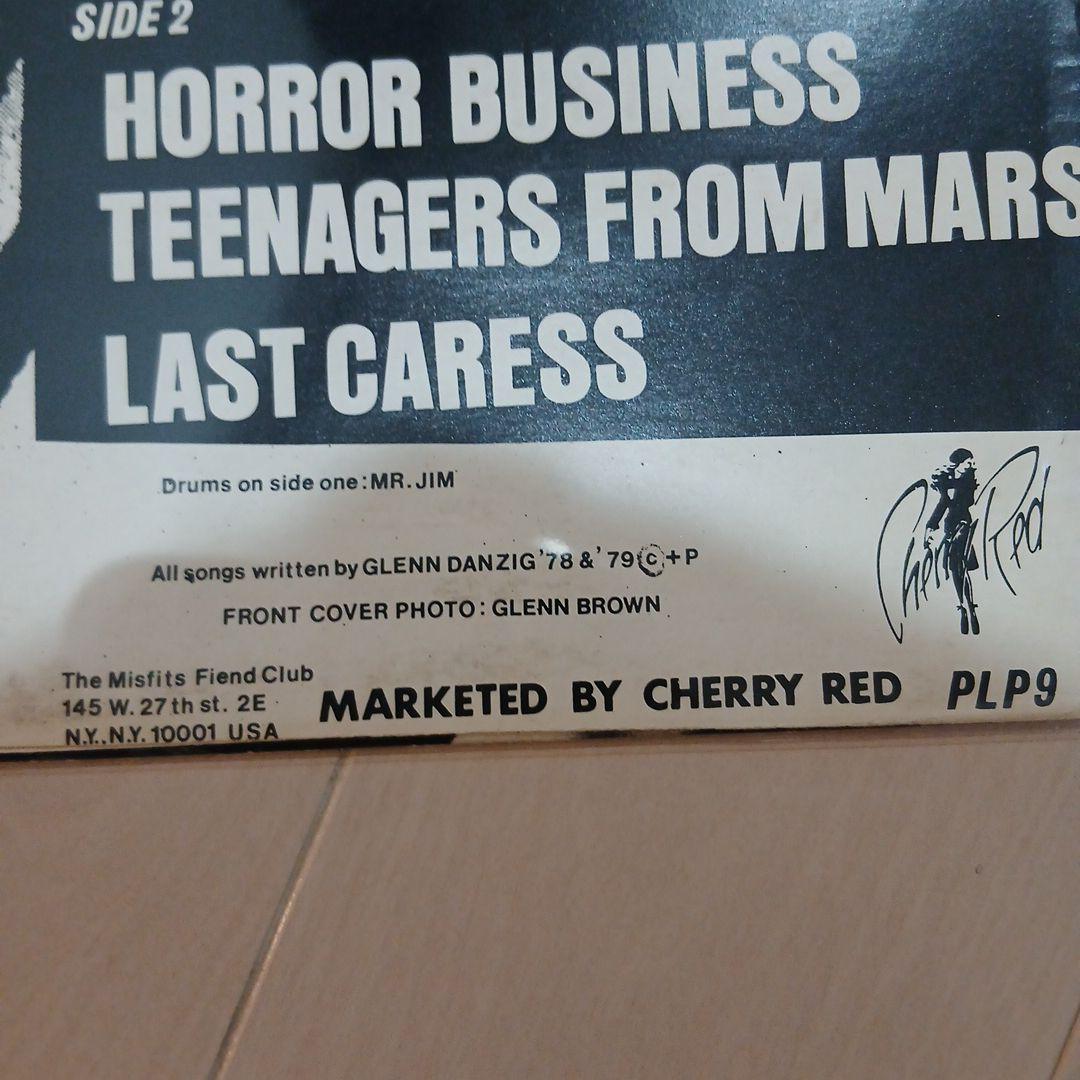 SIDE 2
HORROR BUSINESS
TEENAGERS FROM MARS
LAST CARESS
Drums on side one: MR. JIM
All songs written by GLENN DANZIG '78 & '79 ©+P
FRONT COVER PHOTO: GLENN BROWN
Cherry Red
The Misfits Fiend Club
145 W. 27th st. 2E
N.Y., N.Y. 10001 USA
MARKETED BY CHERRY RED PLP9